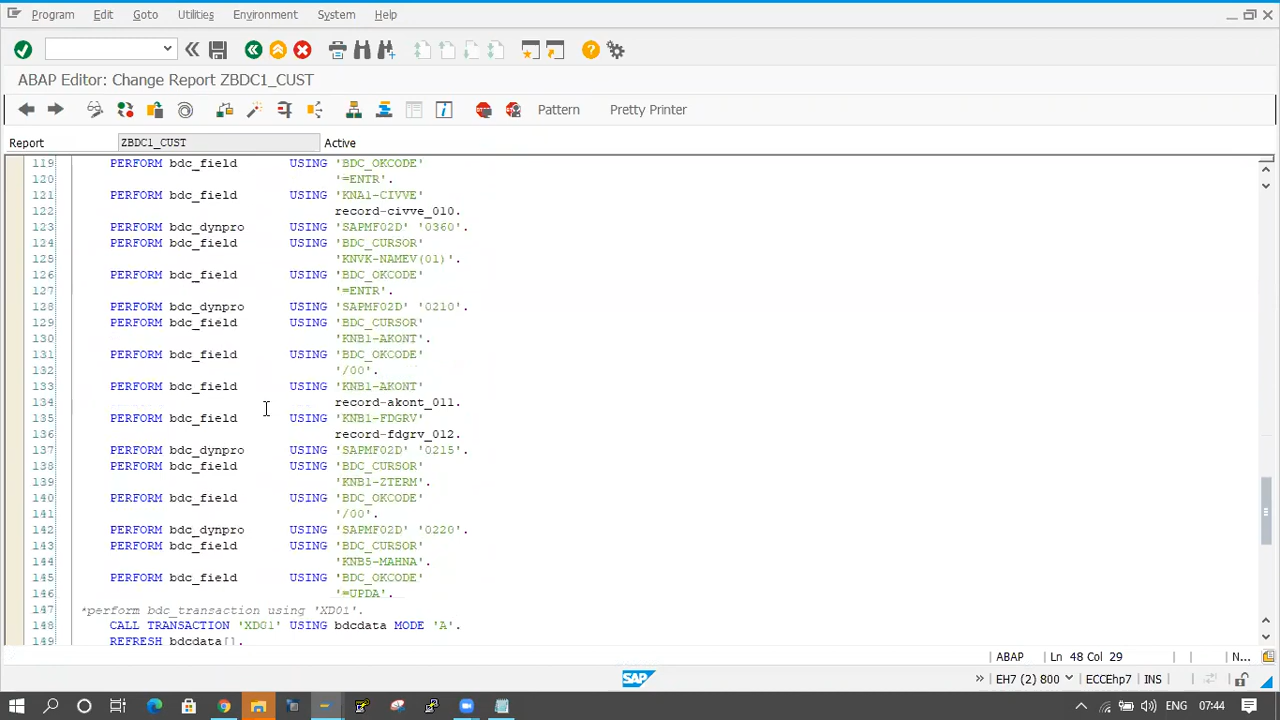 Program Edit Goto Utilities Environment System Help
ABAP Editor: Change Report ZBDC1_CUST
Pattern Pretty Printer
Report ZBDC1_CUST Active
119 PERFORM bdc_field USING 'BDC_OKCODE'
120 '=ENTR'.
121 PERFORM bdc_field USING 'KNA1-CIVVE'
122 record-civve_010.
123 PERFORM bdc_dynpro USING 'SAPMF02D' '0360'.
124 PERFORM bdc_field USING 'BDC_CURSOR'
125 'KNVK-NAMEV(01)'.
126 PERFORM bdc_field USING 'BDC_OKCODE'
127 '=ENTR'.
128 PERFORM bdc_dynpro USING 'SAPMF02D' '0210'.
129 PERFORM bdc_field USING 'BDC_CURSOR'
130 'KNB1-AKONT'.
131 PERFORM bdc_field USING 'BDC_OKCODE'
132 '/00'.
133 PERFORM bdc_field USING 'KNB1-AKONT'
134 record-akont_011.
135 PERFORM bdc_field USING 'KNB1-FDGRV'
136 record-fdgrv_012.
137 PERFORM bdc_dynpro USING 'SAPMF02D' '0215'.
138 PERFORM bdc_field USING 'BDC_CURSOR'
139 'KNB1-ZTERM'.
140 PERFORM bdc_field USING 'BDC_OKCODE'
141 '/00'.
142 PERFORM bdc_dynpro USING 'SAPMF02D' '0220'.
143 PERFORM bdc_field USING 'BDC_CURSOR'
144 'KNB5-MAHNA'.
145 PERFORM bdc_field USING 'BDC_OKCODE'
146 '=UPDA'.
147 *perform bdc_transaction using 'XD01'.
148 CALL TRANSACTION 'XD01' USING bdcdata MODE 'A'.
149 REFRESH bdcdata[].
ABAP Ln 48 Col 29 N...
SAP » EH7 (2) 800 ECCEhp7 INS
ENG 07:44